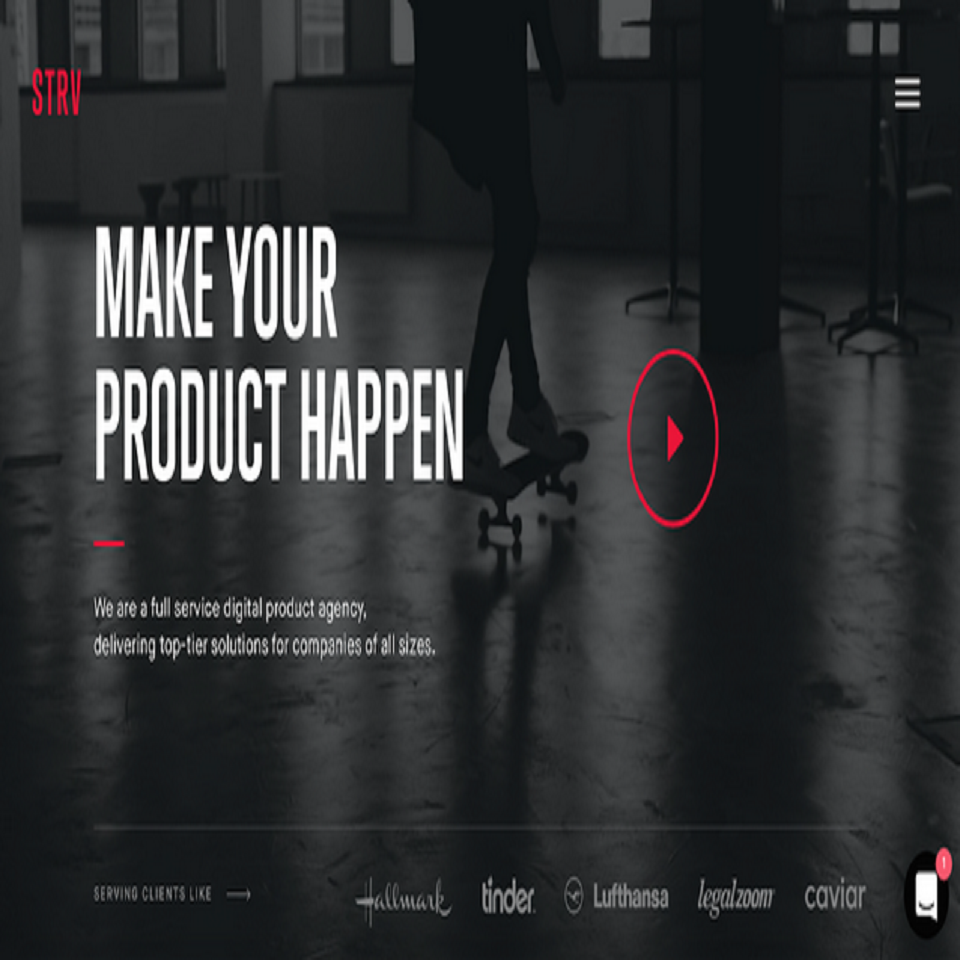 STRV
MAKE YOUR
PRODUCT HAPPEN
We are a full service digital product agency,
delivering top-tier solutions for companies of all sizes.
SERVING CLIENTS LIKE
Hallmark tinder. Lufthansa legalzoom caviar
1